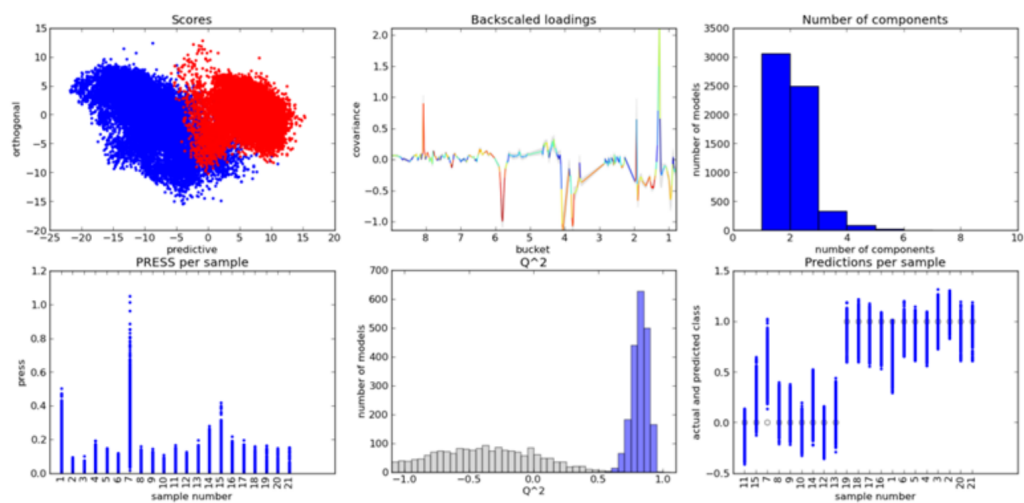 Scores
15
10
5
0
−5
−10
−15
−20
orthogonal
−25 −20 −15 −10 −5 0 5 10 15 20
predictive
Backscaled loadings
2.0
1.5
1.0
0.5
0.0
−0.5
−1.0
covariance
8 7 6 5 4 3 2 1
bucket
Number of components
3500
3000
2500
2000
1500
1000
500
0
number of models
0 2 4 6 8 10
number of components
PRESS per sample
1.2
1.0
0.8
0.6
0.4
0.2
0.0
press
1 2 3 4 5 6 7 8 9 10 11 12 13 14 15 16 17 18 19 20 21
sample number
Q^2
700
600
500
400
300
200
100
0
number of models
−1.0 −0.5 0.0 0.5 1.0
Q^2
Predictions per sample
1.5
1.0
0.5
0.0
−0.5
actual and predicted class
11 15 7 8 9 10 14 12 13 19 18 17 16 1 6 5 4 3 2 20 21
sample number